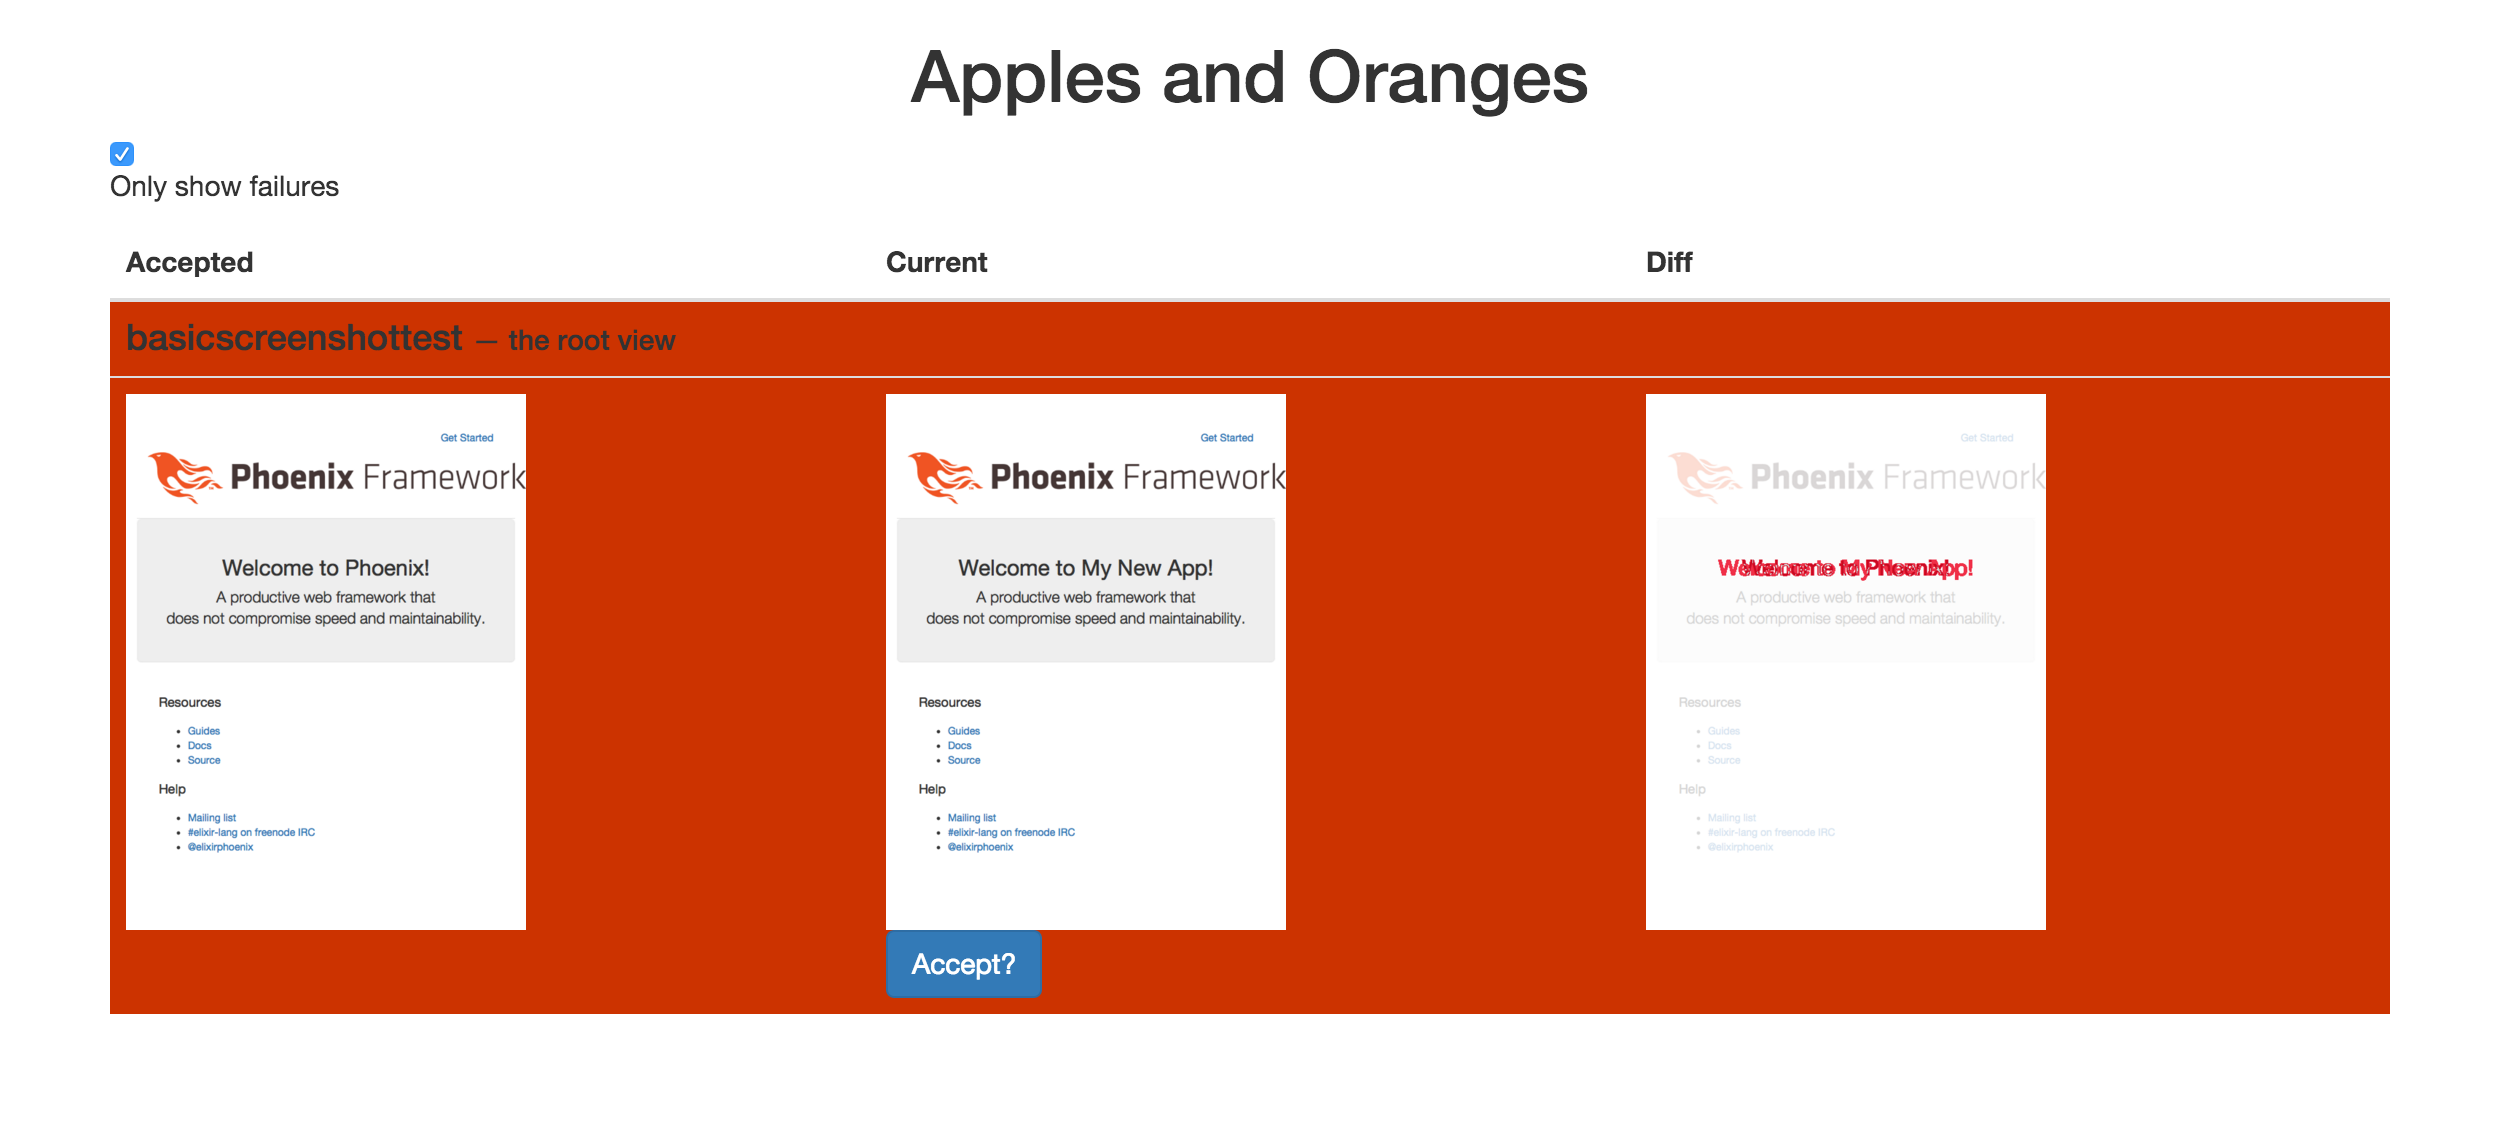 Apples and Oranges
Only show failures
Accepted
Current
Diff
basicscreenshottest — the root view
Get Started
Phoenix Framework
Welcome to Phoenix!
A productive web framework that
does not compromise speed and maintainability.
Resources
Guides
Docs
Source
Help
Mailing list
#elixir-lang on freenode IRC
@elixirphoenix
Get Started
Phoenix Framework
Welcome to My New App!
A productive web framework that
does not compromise speed and maintainability.
Resources
Guides
Docs
Source
Help
Mailing list
#elixir-lang on freenode IRC
@elixirphoenix
Accept?
Get Started
Phoenix Framework
A productive web framework that
does not compromise speed and maintainability.
Resources
Guides
Docs
Source
Help
Mailing list
#elixir-lang on freenode IRC
@elixirphoenix